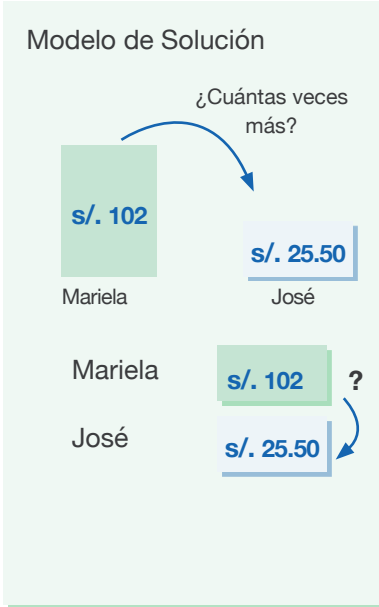 Modelo de Solución
¿Cuántas veces
más?
s/. 102
s/. 25.50
Mariela
José
Mariela
s/. 102
?
José
s/. 25.50